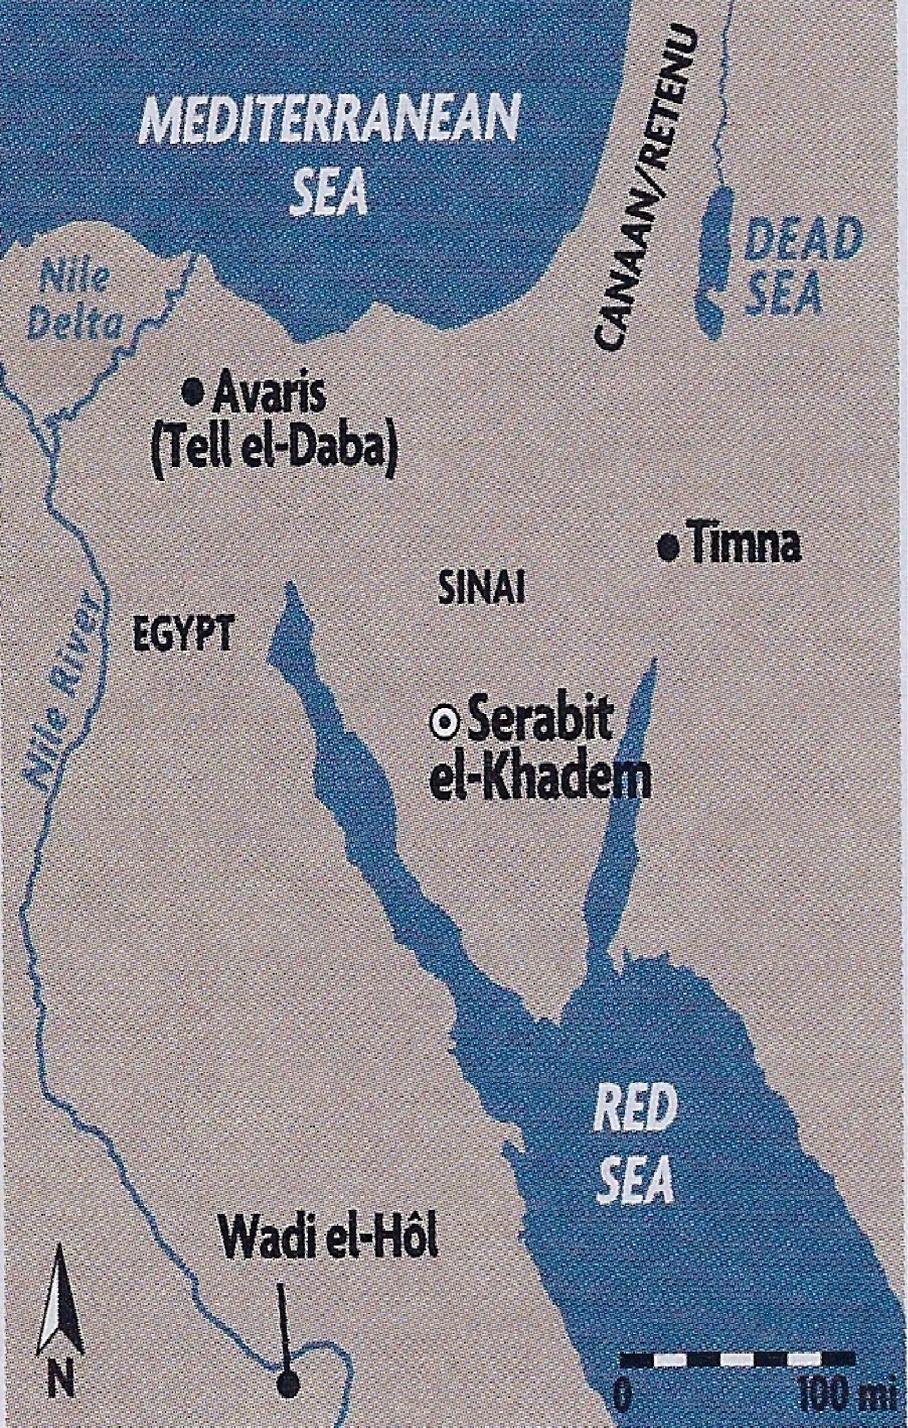 MEDITERRANEAN
SEA
CANAAN/RETENU
DEAD
SEA
Nile
Delta
Avaris
(Tell el-Daba)
Timna
SINAI
EGYPT
Nile River
Serabit
el-Khadem
RED
SEA
Wadi el-Hôl
N
0 100 mi